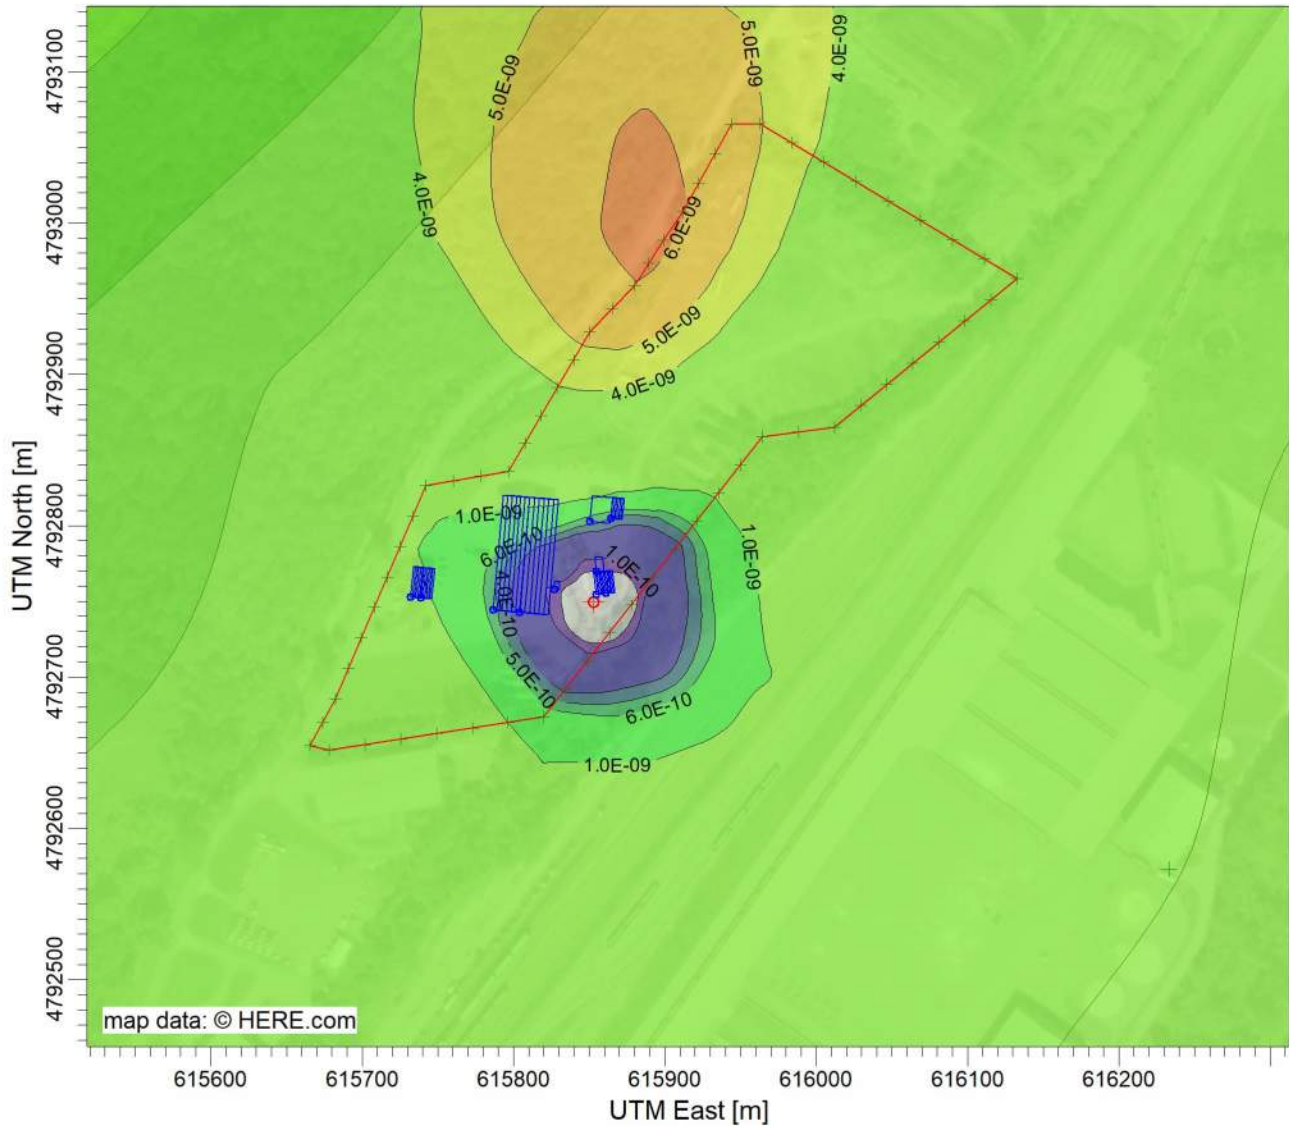 5.0E-09
5.0E-09
4.0E-09
4.0E-09
6.0E-09
5.0E-09
4.0E-09
1.0E-09
6.0E-10
1.0E-10
1.0E-09
4.0E-10
5.0E-10
6.0E-10
1.0E-09
4793100
4793000
4792900
4792800
4792700
4792600
4792500
UTM North [m]
map data: © HERE.com
615600 615700 615800 615900 616000 616100 616200
UTM East [m]